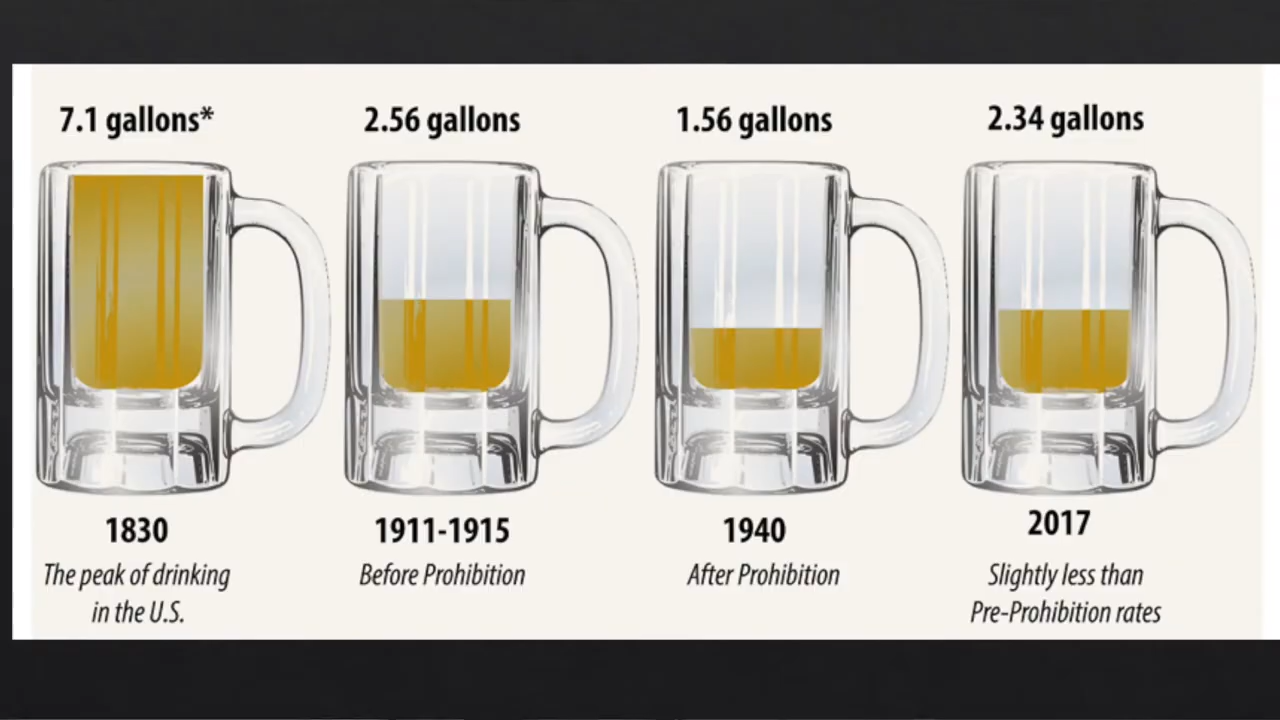 7.1 gallons*
2.56 gallons
1.56 gallons
2.34 gallons
1830
The peak of drinking
in the U.S.
1911-1915
Before Prohibition
1940
After Prohibition
2017
Slightly less than
Pre-Prohibition rates